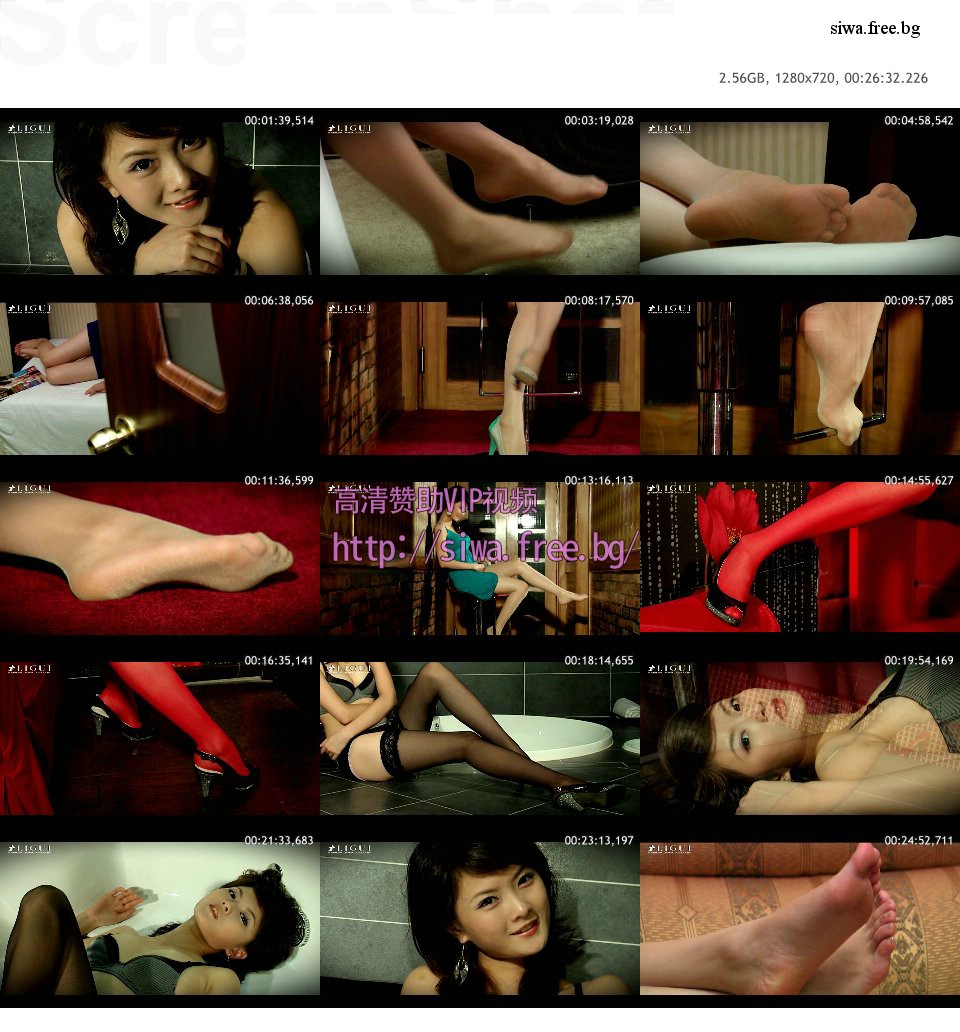 ScreenShot
siwa.free.bg
2.56GB, 1280x720, 00:26:32.226
00:01:39,514
00:03:19,028
00:04:58,542
LIGUI
LIGUI
LIGUI
00:06:38,056
00:08:17,570
00:09:57,085
LIGUI
LIGUI
LIGUI
00:11:36,599
00:13:16,113
00:14:55,627
LIGUI
LIGUI
高清赞助VIP视频
http://siwa.free.bg/
00:16:35,141
00:18:14,655
00:19:54,169
LIGUI
LIGUI
LIGUI
00:21:33,683
00:23:13,197
00:24:52,711
LIGUI
LIGUI
LIGUI